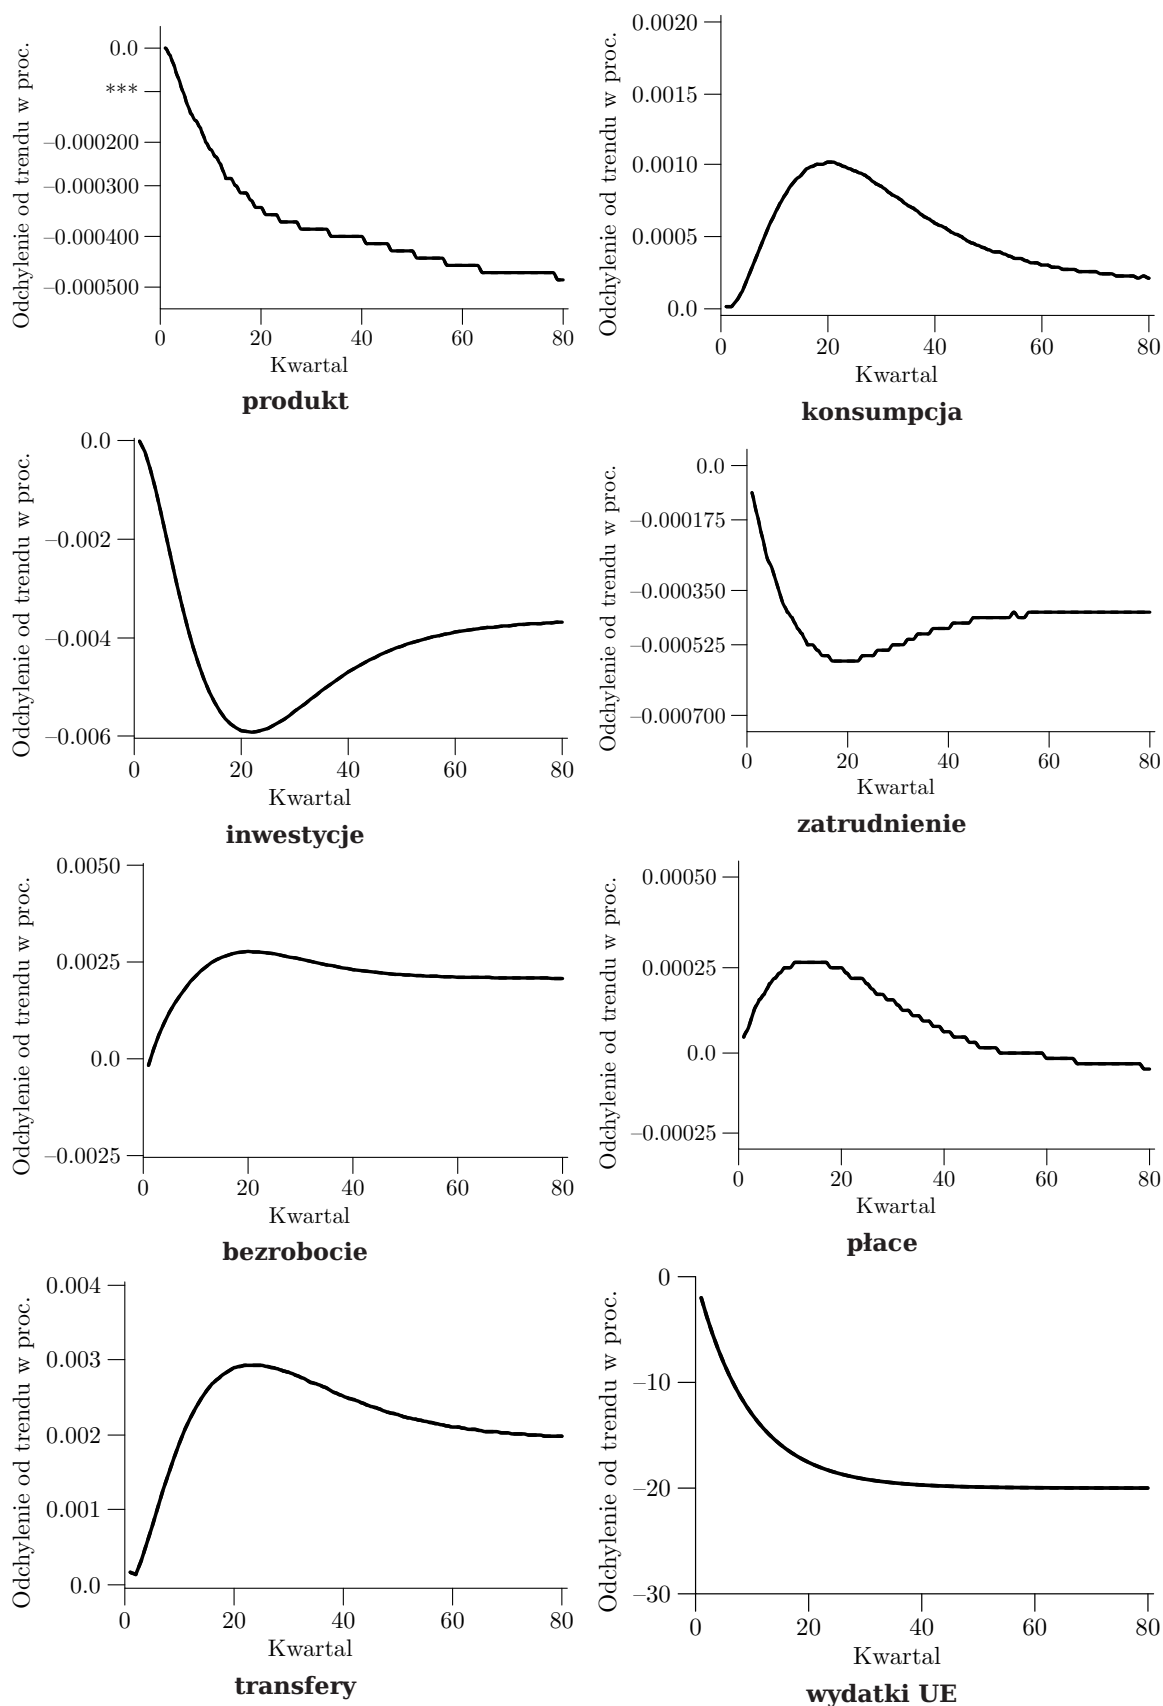 Odchylenie od trendu w proc.
0.0
***
–0.000200
–0.000300
–0.000400
–0.000500
0 20 40 60 80
Kwartal
produkt
Odchylenie od trendu w proc.
0.0020
0.0015
0.0010
0.0005
0.0
0 20 40 60 80
Kwartal
konsumpcja
Odchylenie od trendu w proc.
0.0
–0.002
–0.004
–0.006
0 20 40 60 80
Kwartal
inwestycje
Odchylenie od trendu w proc.
0.0
–0.000175
–0.000350
–0.000525
–0.000700
0 20 40 60 80
Kwartal
zatrudnienie
Odchylenie od trendu w proc.
0.0050
0.0025
0.0
–0.0025
0 20 40 60 80
Kwartal
bezrobocie
Odchylenie od trendu w proc.
0.00050
0.00025
0.0
–0.00025
0 20 40 60 80
Kwartal
płace
Odchylenie od trendu w proc.
0.004
0.003
0.002
0.001
0.0
0 20 40 60 80
Kwartal
transfery
Odchylenie od trendu w proc.
0
–10
–20
–30
0 20 40 60 80
Kwartal
wydatki UE